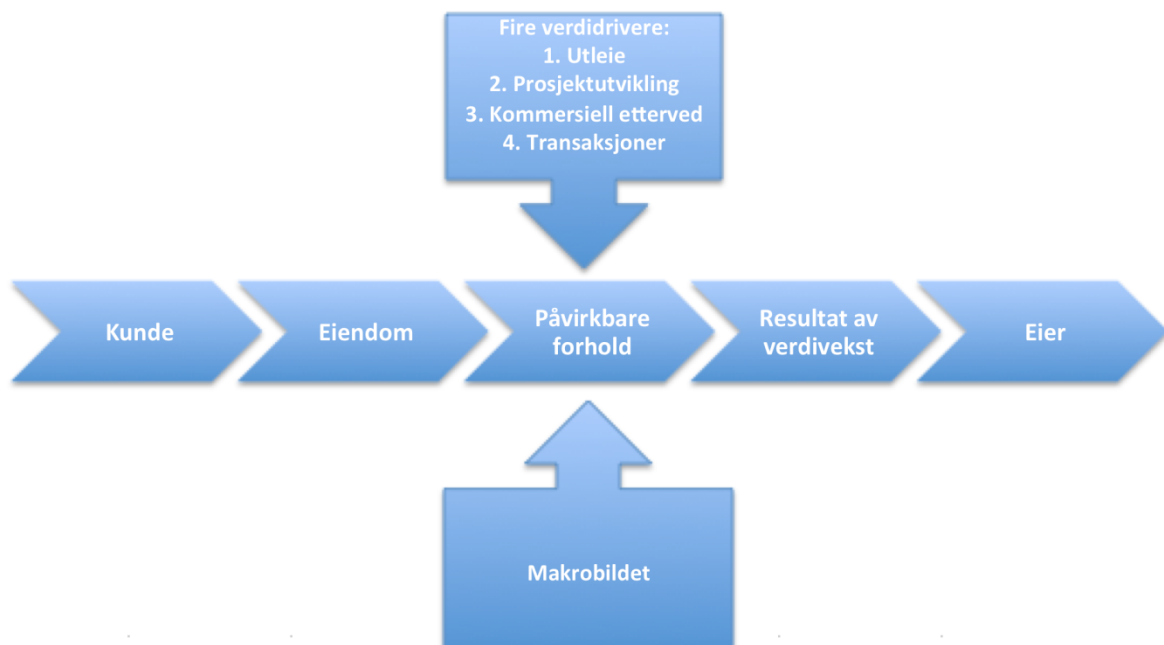 Fire verdidrivere:
1. Utleie
2. Prosjektutvikling
3. Kommersiell etterved
4. Transaksjoner
Kunde
Eiendom
Påvirkbare
forhold
Resultat av
verdivekst
Eier
Makrobildet